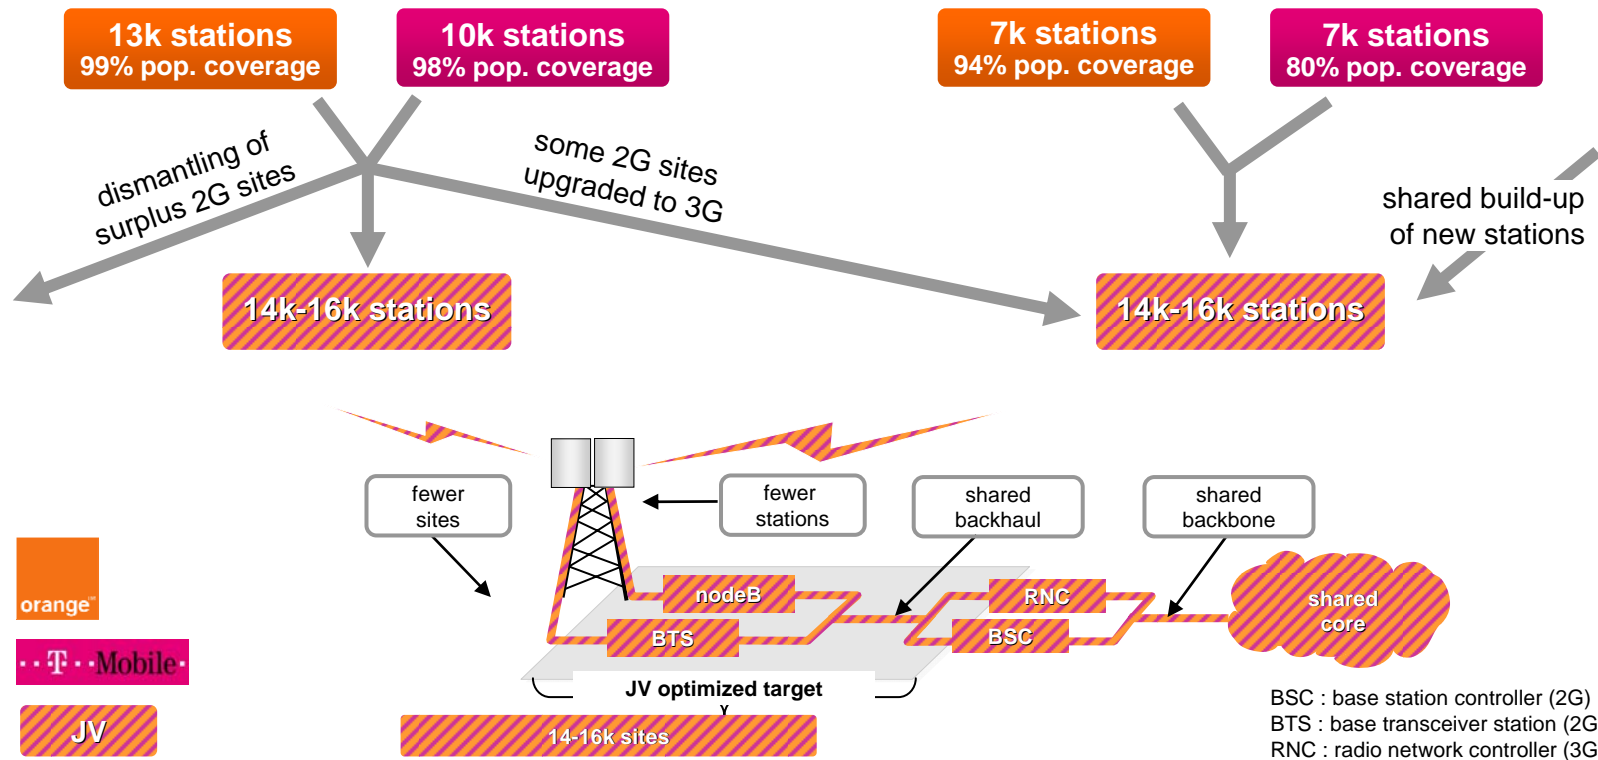 13k stations
99% pop. coverage
10k stations
98% pop. coverage
7k stations
94% pop. coverage
7k stations
80% pop. coverage
dismantling of
surplus 2G sites
some 2G sites
upgraded to 3G
shared build-up
of new stations
14k-16k stations
14k-16k stations
fewer
sites
fewer
stations
shared
backhaul
shared
backbone
nodeB
RNC
BTS
BSC
shared
core
orange™
··T··Mobile·
JV
JV optimized target
14-16k sites
BSC : base station controller (2G)
BTS : base transceiver station (2G
RNC : radio network controller (3G